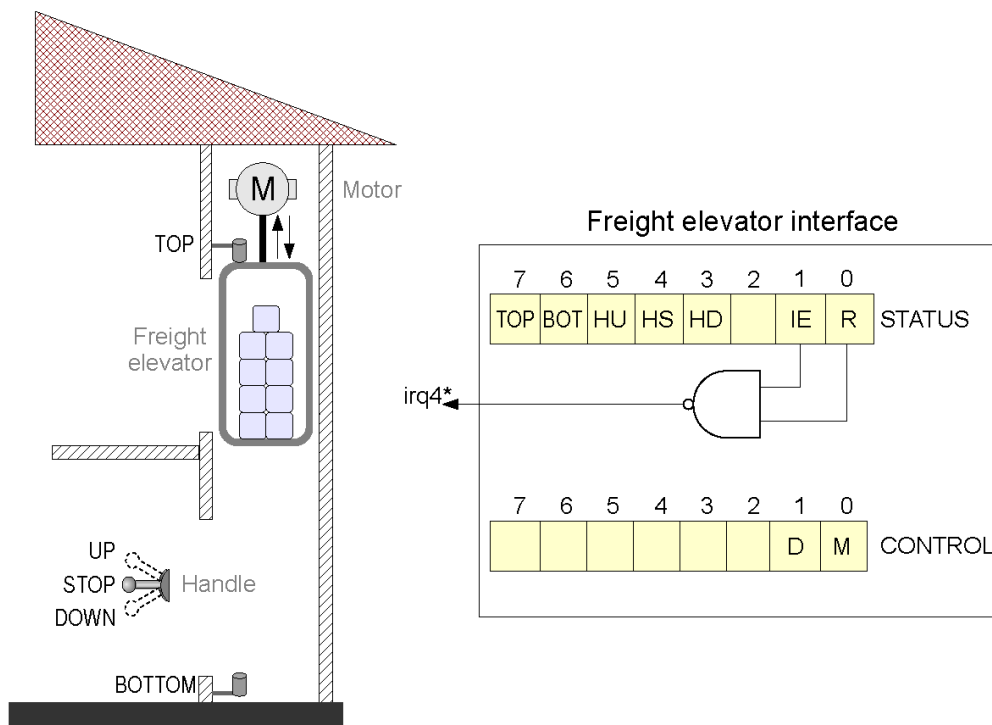 M
Motor
TOP
Freight
elevator
UP
STOP
DOWN
Handle
BOTTOM
Freight elevator interface
7 6 5 4 3 2 1 0
TOP BOT HU HS HD IE R STATUS
irq4*
7 6 5 4 3 2 1 0
D M CONTROL